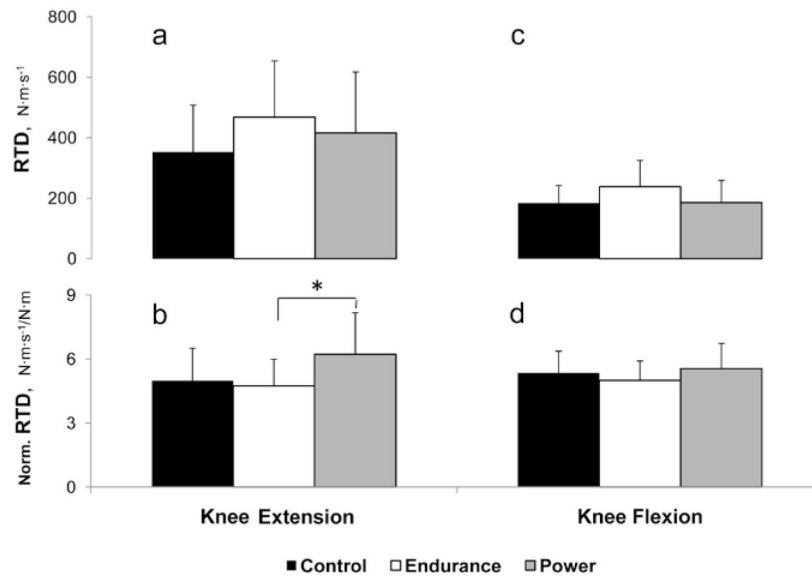 800
600
400
200
0
RTD, N·m·s⁻¹
a
c
9
6
3
0
Norm. RTD, N·m·s⁻¹/N·m
b
*
d
Knee Extension
Knee Flexion
Control Endurance Power